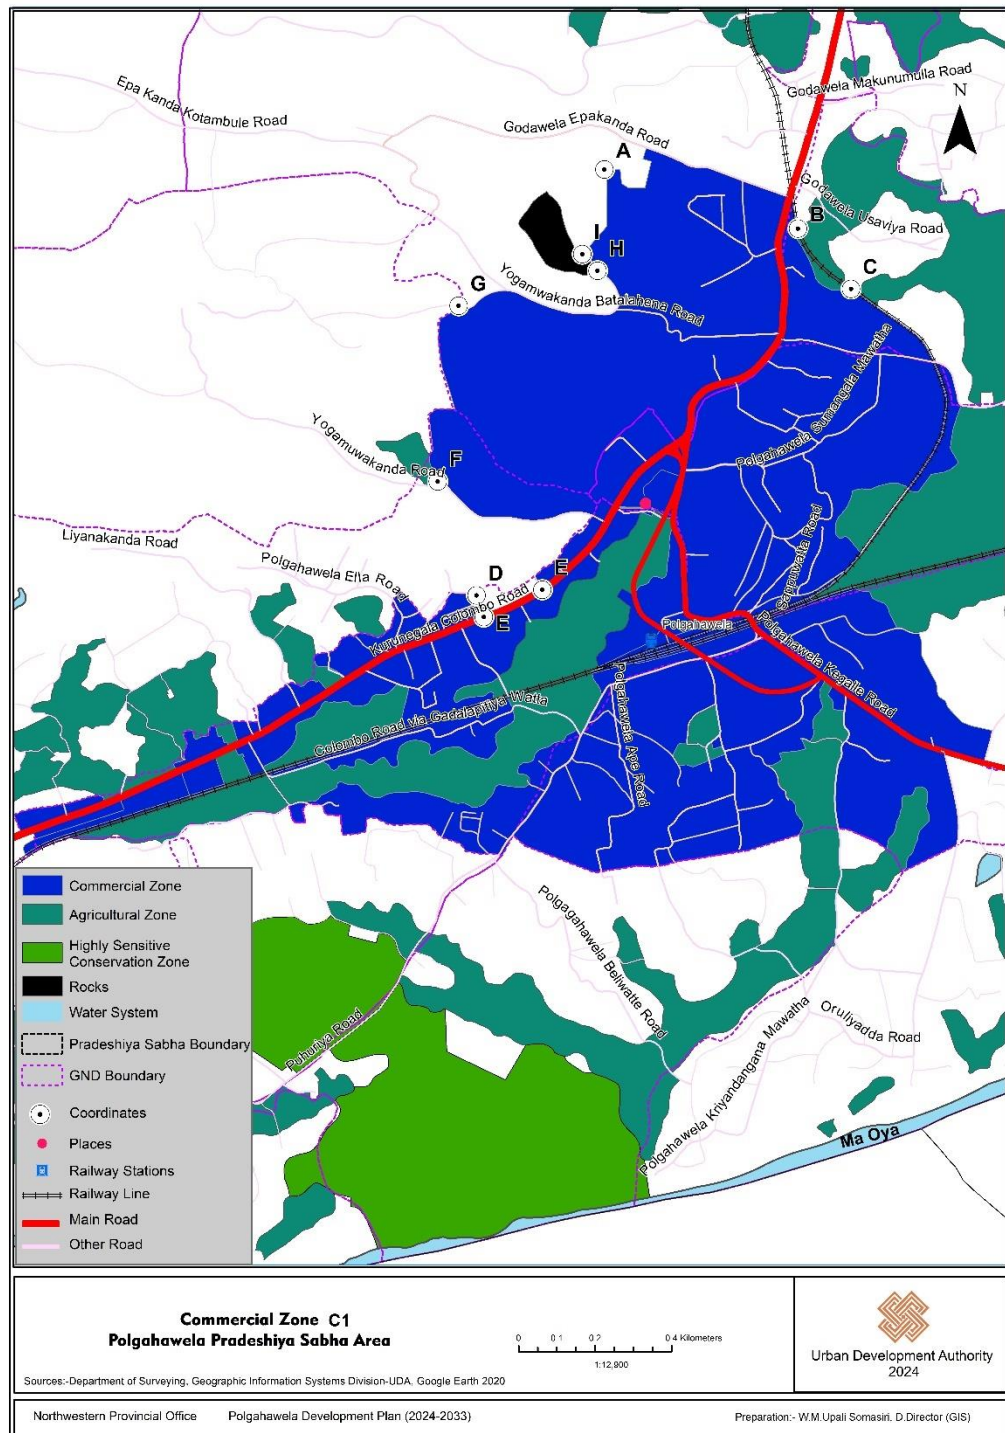 Godawela Makunumulla Road
N
Epa Kanda Kotambule Road
Godawela Epakanda Road
A
Godawela Usaviya Road
B
I
H
C
G
Yogamwakanda Batalahena Road
Polgahawela Sumangala Mawatha
Yogamuwakanda Road
F
Sappuwatta Road
Liyanakanda Road
Polgahawela Ella Road
D
E
E
Kurunegala Colombo Road
Polgahawela
Polgahawela Kegalle Road
Colombo Road via Gadalapitiya Watta
Polgahawela Ape Road
Commercial Zone
Agricultural Zone
Highly Sensitive
Conservation Zone
Rocks
Water System
Pradeshiya Sabha Boundary
GND Boundary
Coordinates
Places
Railway Stations
Railway Line
Main Road
Other Road
Polgagahawela Beliwatte Road
Puhuriya Road
Oruliyadda Road
Polgahawela Kriyandangana Mawatha
Ma Oya
Commercial Zone C1
Polgahawela Pradeshiya Sabha Area
0 0 1 0 2 0 4 Kilometers
1:12,900
Sources:-Department of Surveying, Geographic Information Systems Division-UDA, Google Earth 2020
Urban Development Authority
2024
Northwestern Provincial Office Polgahawela Development Plan (2024-2033) Preparation:- W.M.Upali Somasiri. D.Director (GIS)